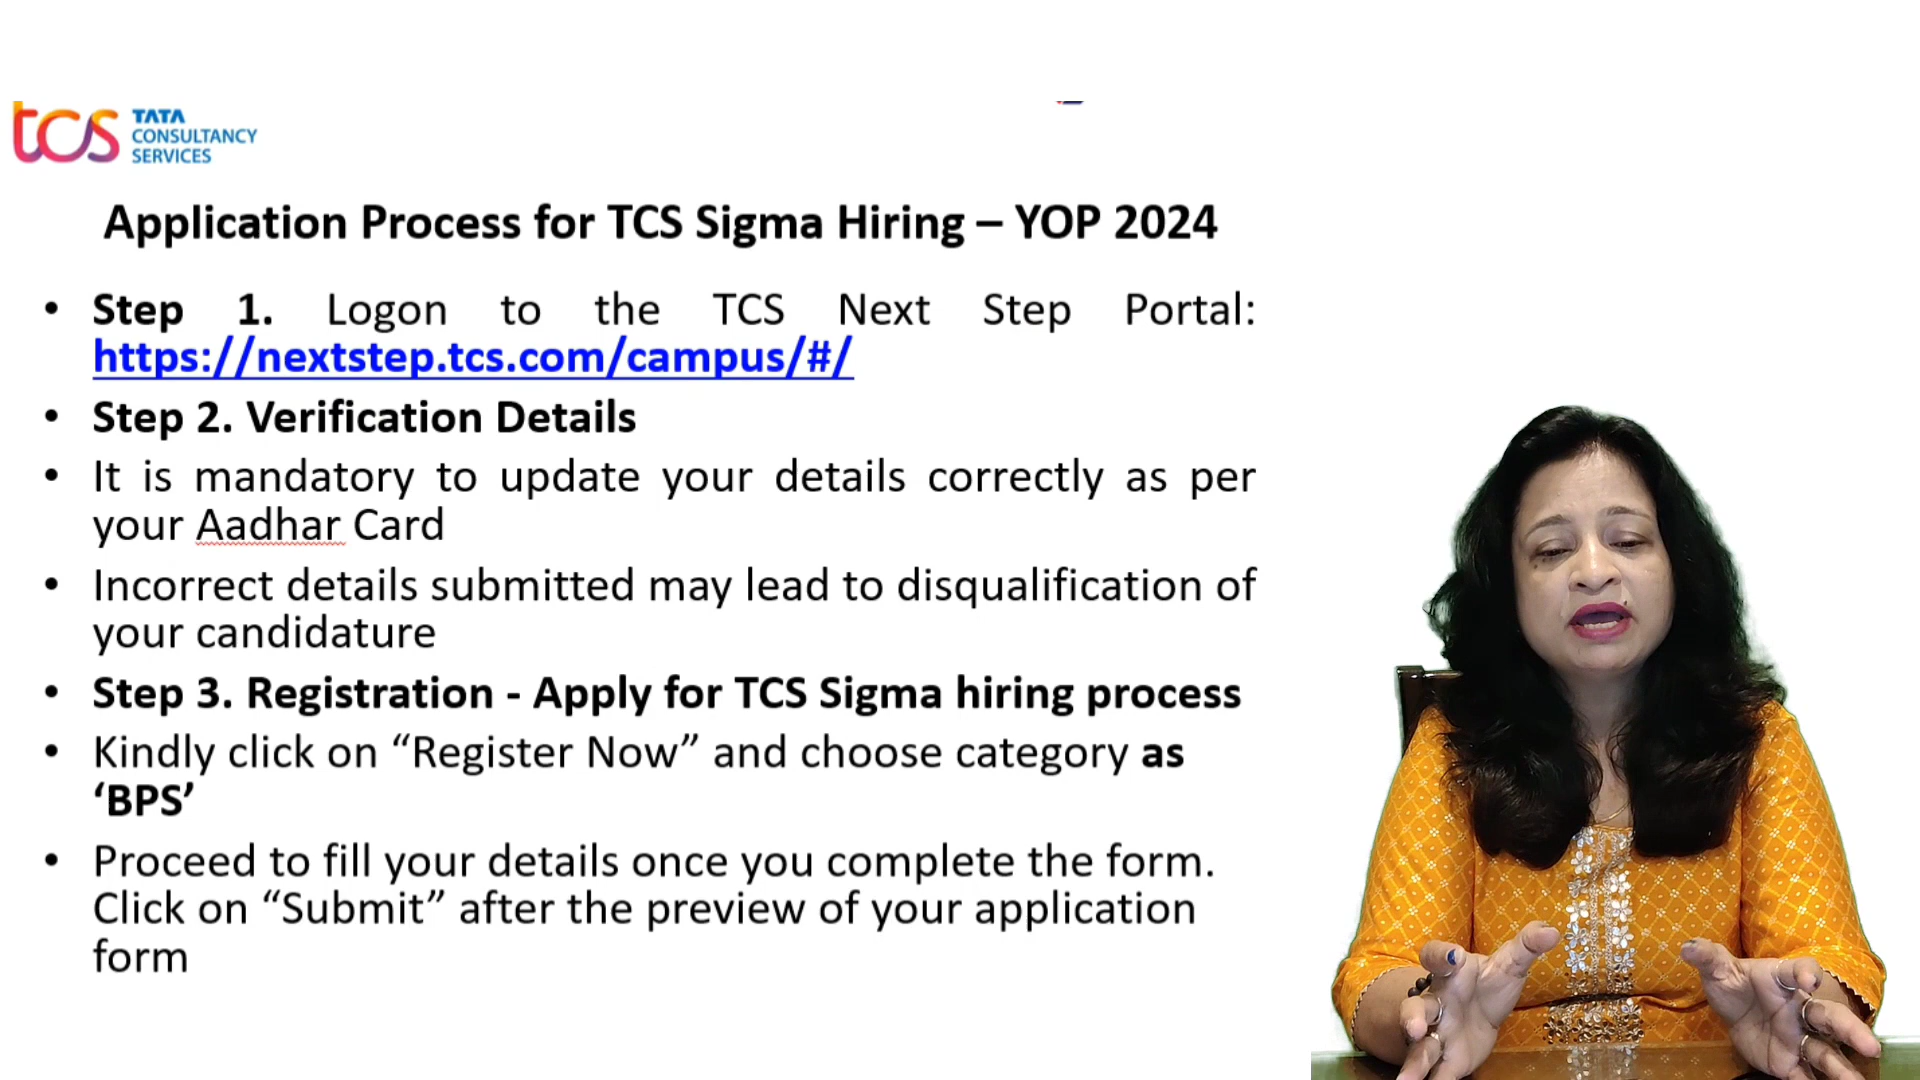 tcs TATA
CONSULTANCY
SERVICES
Application Process for TCS Sigma Hiring – YOP 2024
• Step 1. Logon to the TCS Next Step Portal:
https://nextstep.tcs.com/campus/#/
• Step 2. Verification Details
• It is mandatory to update your details correctly as per
your Aadhar Card
• Incorrect details submitted may lead to disqualification of
your candidature
• Step 3. Registration - Apply for TCS Sigma hiring process
• Kindly click on “Register Now” and choose category as
‘BPS’
• Proceed to fill your details once you complete the form.
Click on “Submit” after the preview of your application
form